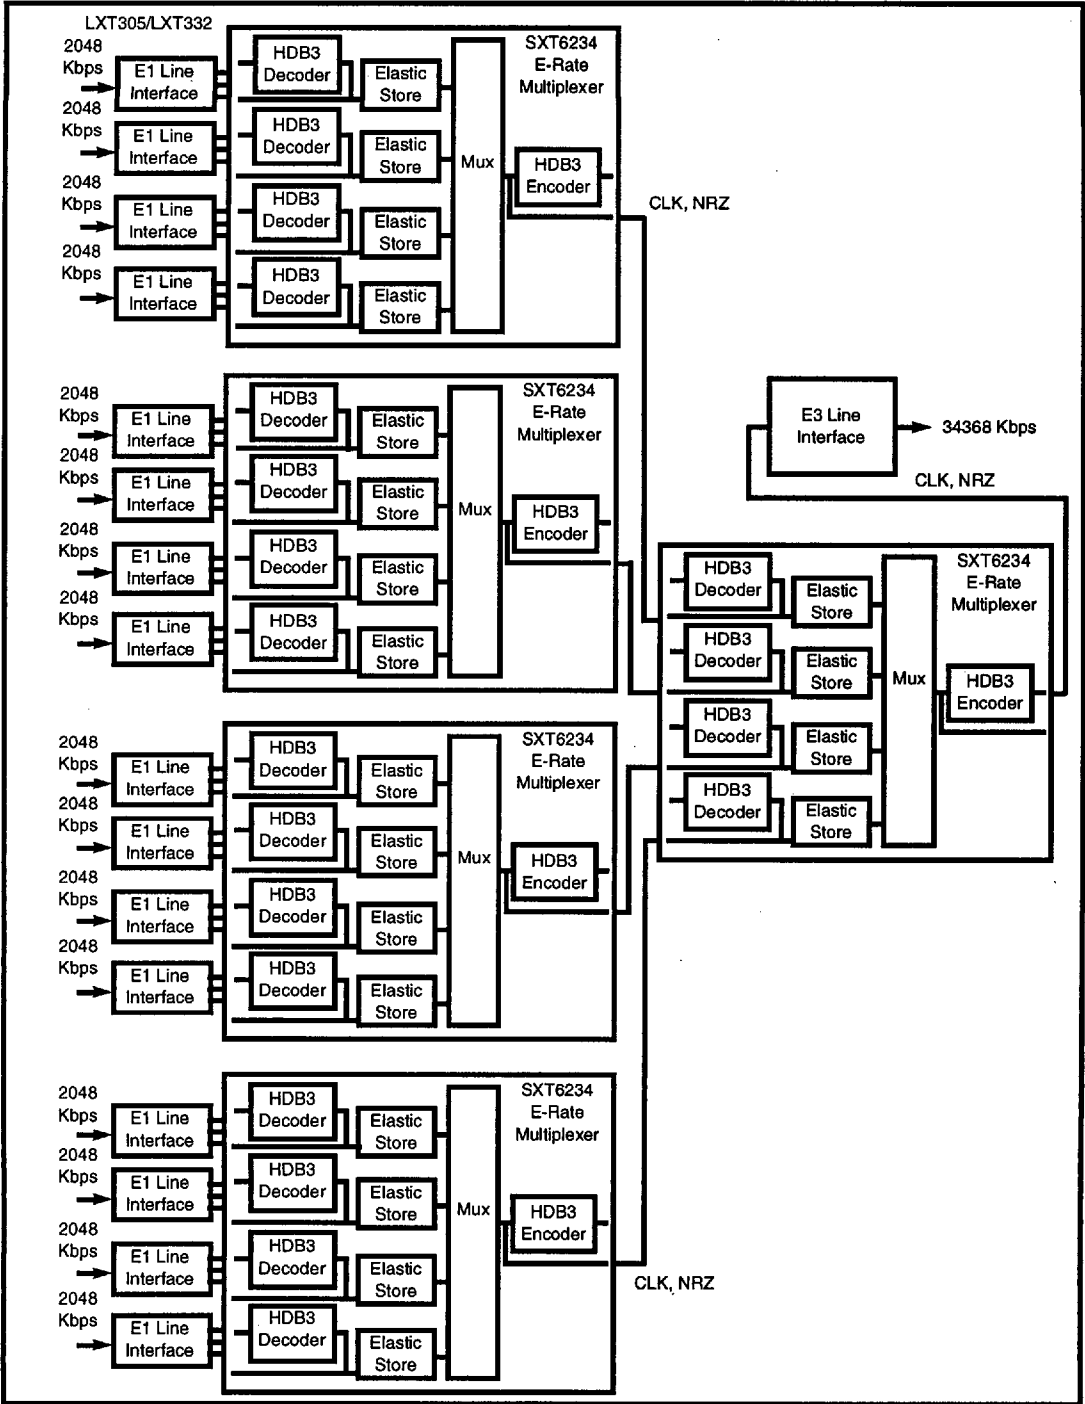 LXT305/LXT332
2048
Kbps
E1 Line
Interface
2048
Kbps
E1 Line
Interface
2048
Kbps
E1 Line
Interface
2048
Kbps
E1 Line
Interface
HDB3
Decoder
Elastic
Store
HDB3
Decoder
Elastic
Store
HDB3
Decoder
Elastic
Store
HDB3
Decoder
Elastic
Store
Mux
SXT6234
E-Rate
Multiplexer
HDB3
Encoder
CLK, NRZ
2048
Kbps
E1 Line
Interface
2048
Kbps
E1 Line
Interface
2048
Kbps
E1 Line
Interface
2048
Kbps
E1 Line
Interface
HDB3
Decoder
Elastic
Store
HDB3
Decoder
Elastic
Store
HDB3
Decoder
Elastic
Store
HDB3
Decoder
Elastic
Store
Mux
SXT6234
E-Rate
Multiplexer
HDB3
Encoder
E3 Line
Interface
34368 Kbps
CLK, NRZ
HDB3
Decoder
Elastic
Store
HDB3
Decoder
Elastic
Store
HDB3
Decoder
Elastic
Store
HDB3
Decoder
Elastic
Store
Mux
SXT6234
E-Rate
Multiplexer
HDB3
Encoder
2048
Kbps
E1 Line
Interface
2048
Kbps
E1 Line
Interface
2048
Kbps
E1 Line
Interface
2048
Kbps
E1 Line
Interface
HDB3
Decoder
Elastic
Store
HDB3
Decoder
Elastic
Store
HDB3
Decoder
Elastic
Store
HDB3
Decoder
Elastic
Store
Mux
SXT6234
E-Rate
Multiplexer
HDB3
Encoder
2048
Kbps
E1 Line
Interface
2048
Kbps
E1 Line
Interface
2048
Kbps
E1 Line
Interface
2048
Kbps
E1 Line
Interface
HDB3
Decoder
Elastic
Store
HDB3
Decoder
Elastic
Store
HDB3
Decoder
Elastic
Store
HDB3
Decoder
Elastic
Store
Mux
SXT6234
E-Rate
Multiplexer
HDB3
Encoder
CLK, NRZ